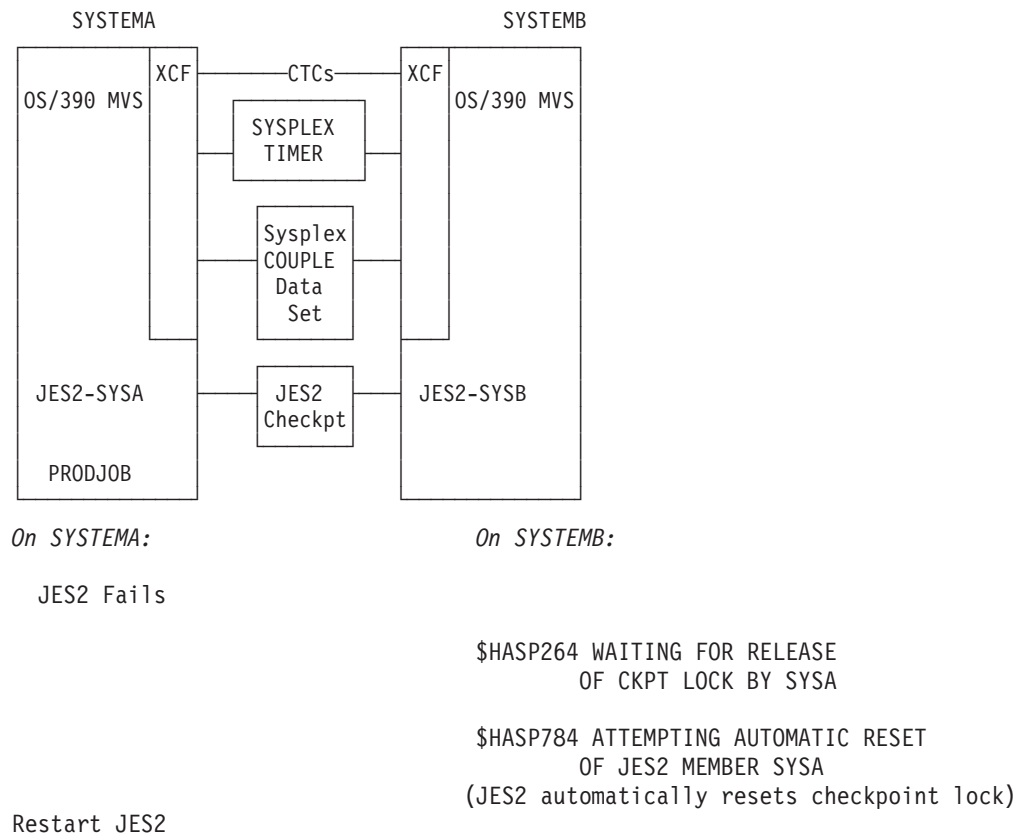 SYSTEMA SYSTEMB
XCF CTCs XCF
OS/390 MVS OS/390 MVS
SYSPLEX
TIMER
Sysplex
COUPLE
Data
Set
JES2-SYSA JES2 JES2-SYSB
Checkpt
PRODJOB
On SYSTEMA: On SYSTEMB:
JES2 Fails
$HASP264 WAITING FOR RELEASE
OF CKPT LOCK BY SYSA
$HASP784 ATTEMPTING AUTOMATIC RESET
OF JES2 MEMBER SYSA
(JES2 automatically resets checkpoint lock)
Restart JES2